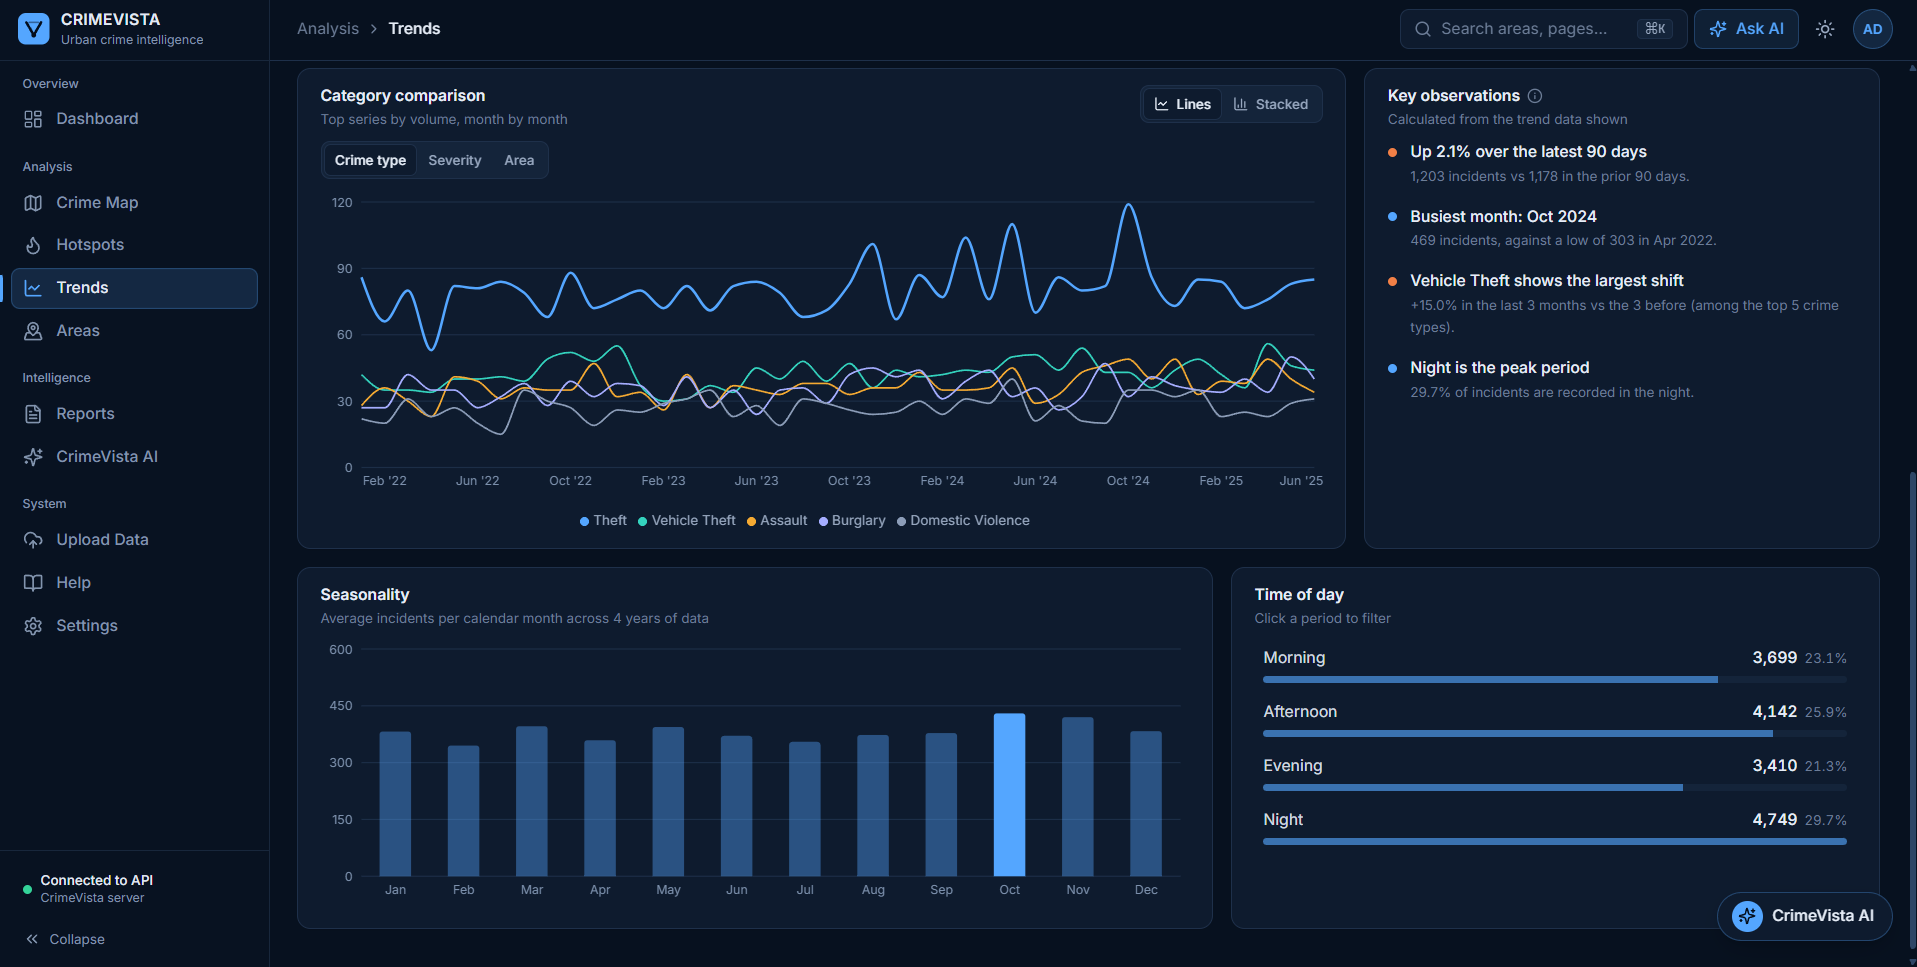 CRIMEVISTA
Urban crime intelligence
Overview
Dashboard
Analysis
Crime Map
Hotspots
Trends
Areas
Intelligence
Reports
CrimeVista AI
System
Upload Data
Help
Settings
Connected to API
CrimeVista server
Collapse
Analysis > Trends
Search areas, pages... ⌘K
Ask AI
AD
Category comparison
Top series by volume, month by month
Lines Stacked
Crime type Severity Area
120
90
60
30
0
Feb '22 Jun '22 Oct '22 Feb '23 Jun '23 Oct '23 Feb '24 Jun '24 Oct '24 Feb '25 Jun '25
Theft Vehicle Theft Assault Burglary Domestic Violence
Key observations
Calculated from the trend data shown
Up 2.1% over the latest 90 days
1,203 incidents vs 1,178 in the prior 90 days.
Busiest month: Oct 2024
469 incidents, against a low of 303 in Apr 2022.
Vehicle Theft shows the largest shift
+15.0% in the last 3 months vs the 3 before (among the top 5 crime
types).
Night is the peak period
29.7% of incidents are recorded in the night.
Seasonality
Average incidents per calendar month across 4 years of data
600
450
300
150
0
Jan Feb Mar Apr May Jun Jul Aug Sep Oct Nov Dec
Time of day
Click a period to filter
Morning 3,699 23.1%
Afternoon 4,142 25.9%
Evening 3,410 21.3%
Night 4,749 29.7%
CrimeVista AI